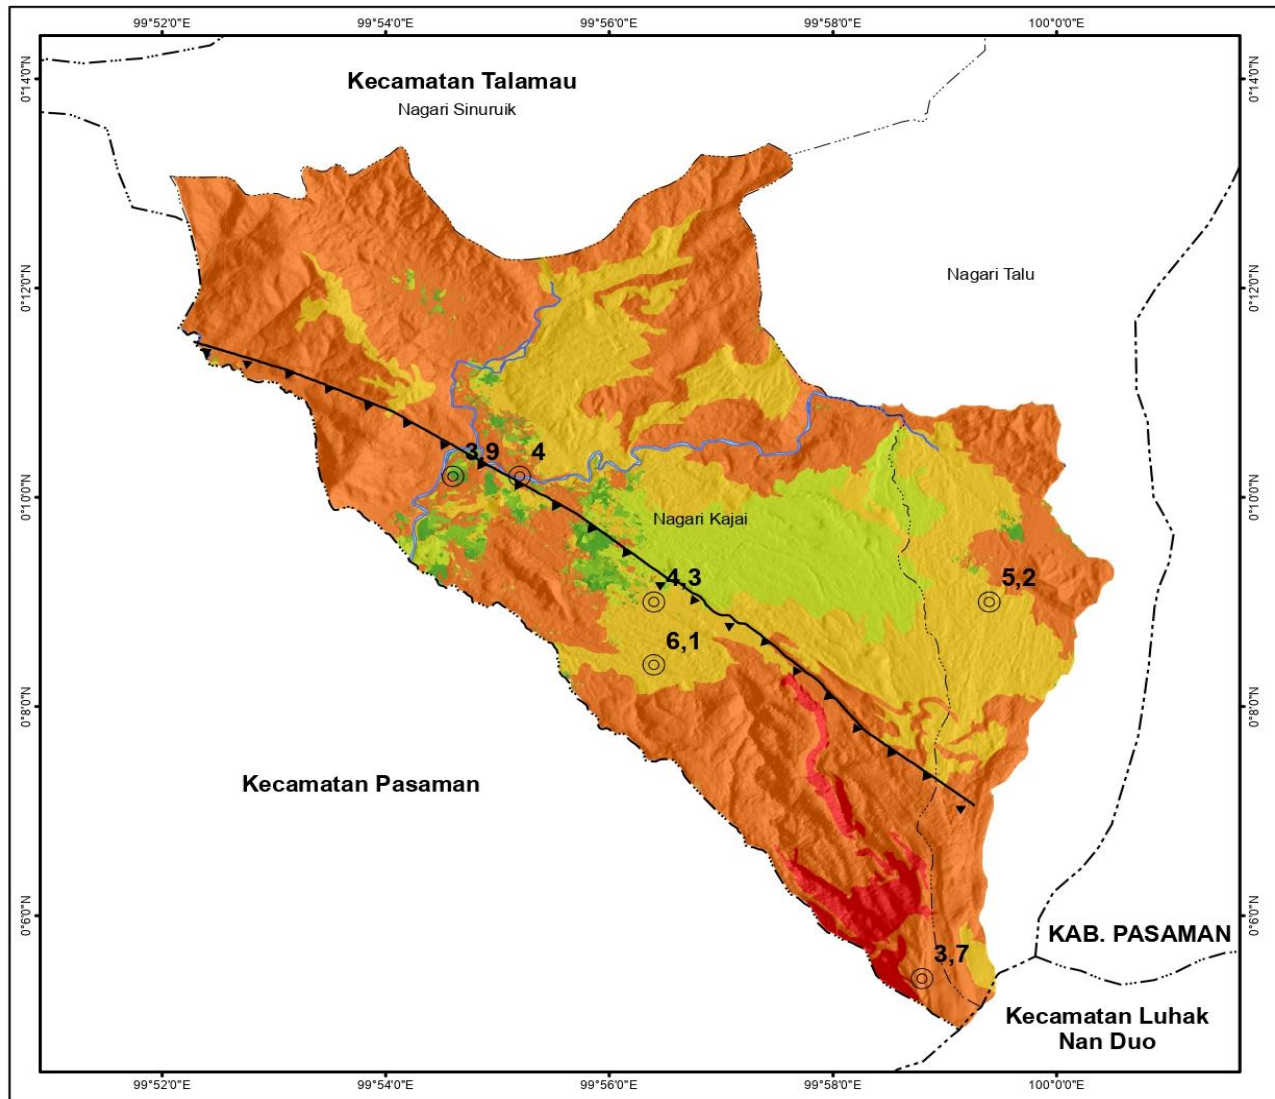 99°52'0"E
99°54'0"E
99°56'0"E
99°58'0"E
100°0'0"E
0°14'0"N
0°14'0"N
Kecamatan Talamau
Nagari Sinuruik
Nagari Talu
0°12'0"N
0°12'0"N
3,9
4
0°10'0"N
0°10'0"N
Nagari Kajai
4,3
5,2
6,1
0°8'0"N
0°8'0"N
Kecamatan Pasaman
0°6'0"N
0°6'0"N
KAB. PASAMAN
3,7
Kecamatan Luhak
Nan Duo
99°52'0"E
99°54'0"E
99°56'0"E
99°58'0"E
100°0'0"E